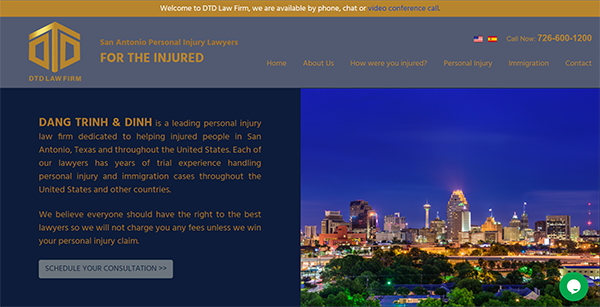 Welcome to DTD Law Firm, we are available by phone, chat or video conference call.
DTD LAW FIRM
San Antonio Personal Injury Lawyers
FOR THE INJURED
Call Now: 726-600-1200
Home About Us How were you injured? Personal Injury Immigration Contact
DANG TRINH & DINH is a leading personal injury
law firm dedicated to helping injured people in San
Antonio, Texas and throughout the United States. Each of
our lawyers has years of trial experience handling
personal injury and immigration cases throughout the
United States and other countries.
We believe everyone should have the right to the best
lawyers so we will not charge you any fees unless we win
your personal injury claim.
SCHEDULE YOUR CONSULTATION >>